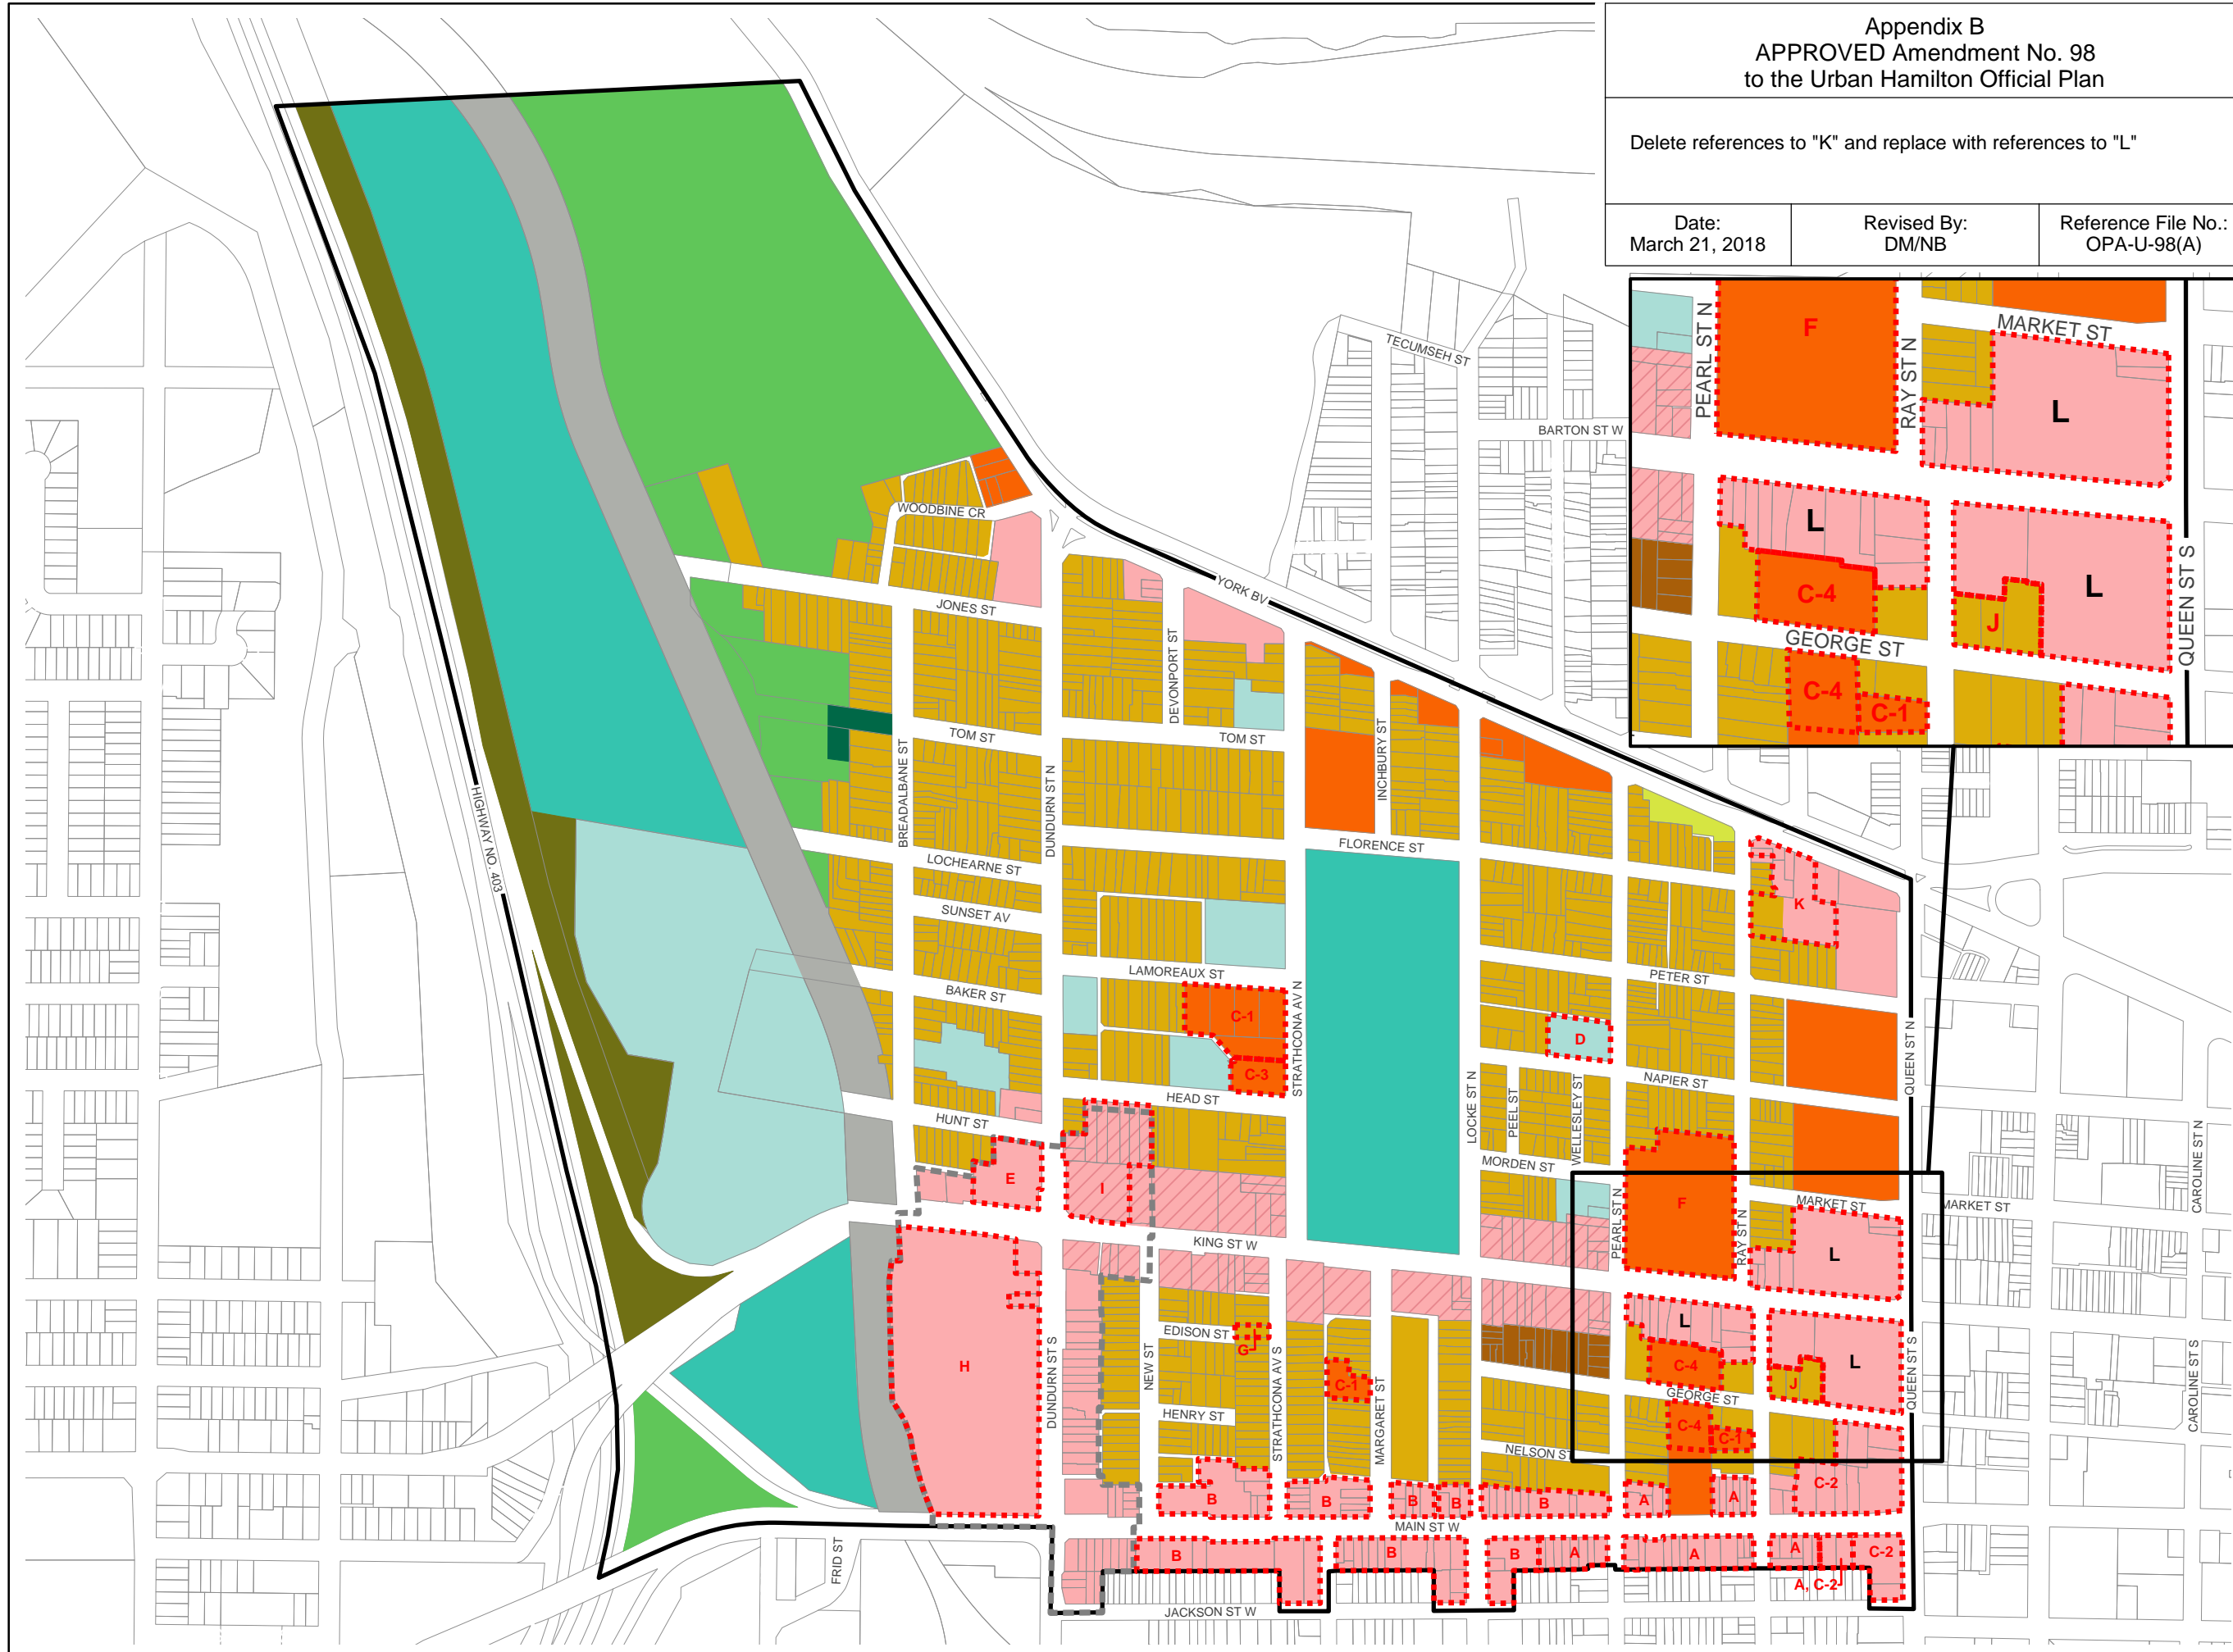 Appendix B
APPROVED Amendment No. 98
to the Urban Hamilton Official Plan
Delete references to "K" and replace with references to "L"
Date:
March 21, 2018
Revised By:
DM/NB
Reference File No.:
OPA-U-98(A)
PEARL ST N
F
RAY ST N
MARKET ST
L
L
C-4
GEORGE ST
J
L
QUEEN ST S
C-4
C-1
TECUMSEH ST
BARTON ST W
WOODBINE CR
YORK BV
JONES ST
DEVONPORT ST
TOM ST
TOM ST
BREADALBANE ST
DUNDURN ST N
INCHBURY ST
HIGHWAY NO. 403
FLORENCE ST
LOCHEARNE ST
SUNSET AV
K
LAMOREAUX ST
PETER ST
BAKER ST
C-1
STRATHCONA AV N
D
QUEEN ST N
C-3
NAPIER ST
HEAD ST
LOCKE ST N
PEEL ST
WELLESLEY ST
HUNT ST
MORDEN ST
CAROLINE ST N
E
I
F
PEARL ST N
RAY ST N
MARKET ST
MARKET ST
KING ST W
L
EDISON ST
G
L
L
H
DUNDURN ST S
NEW ST
STRATHCONA AV S
C-1
MARGARET ST
C-4
J
GEORGE ST
QUEEN ST S
CAROLINE ST S
HENRY ST
C-4
C-1
NELSON ST
C-2
B
B
B
B
B
A
A
MAIN ST W
FRID ST
B
B
B
A
A
A
C-2
A, C-2
JACKSON ST W